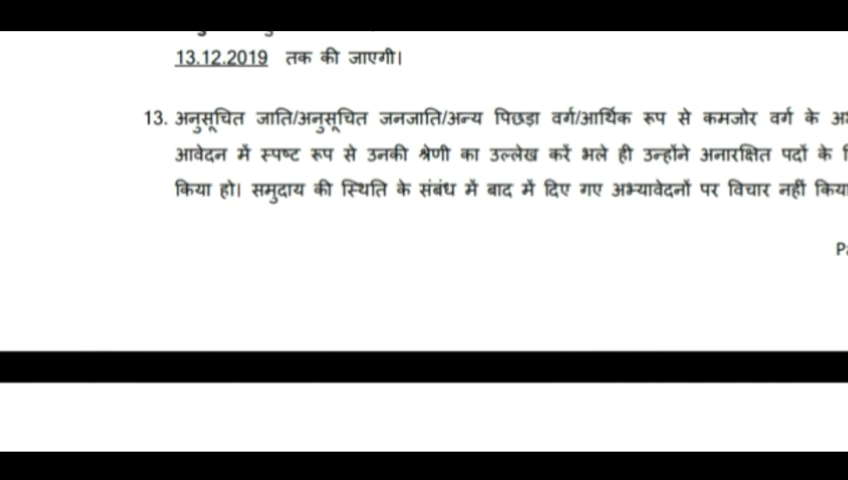 13.12.2019 तक की जाएगी।
13. अनुसूचित जाति/अनुसूचित जनजाति/अन्य पिछड़ा वर्ग/आर्थिक रूप से कमजोर वर्ग के
आवेदन में स्पष्ट रूप से उनकी श्रेणी का उल्लेख करें भले ही उन्होंने अनारक्षित पदों के
किया हो। समुदाय की स्थिति के संबंध में बाद में दिए गए अभ्यावेदनों पर विचार नहीं किया